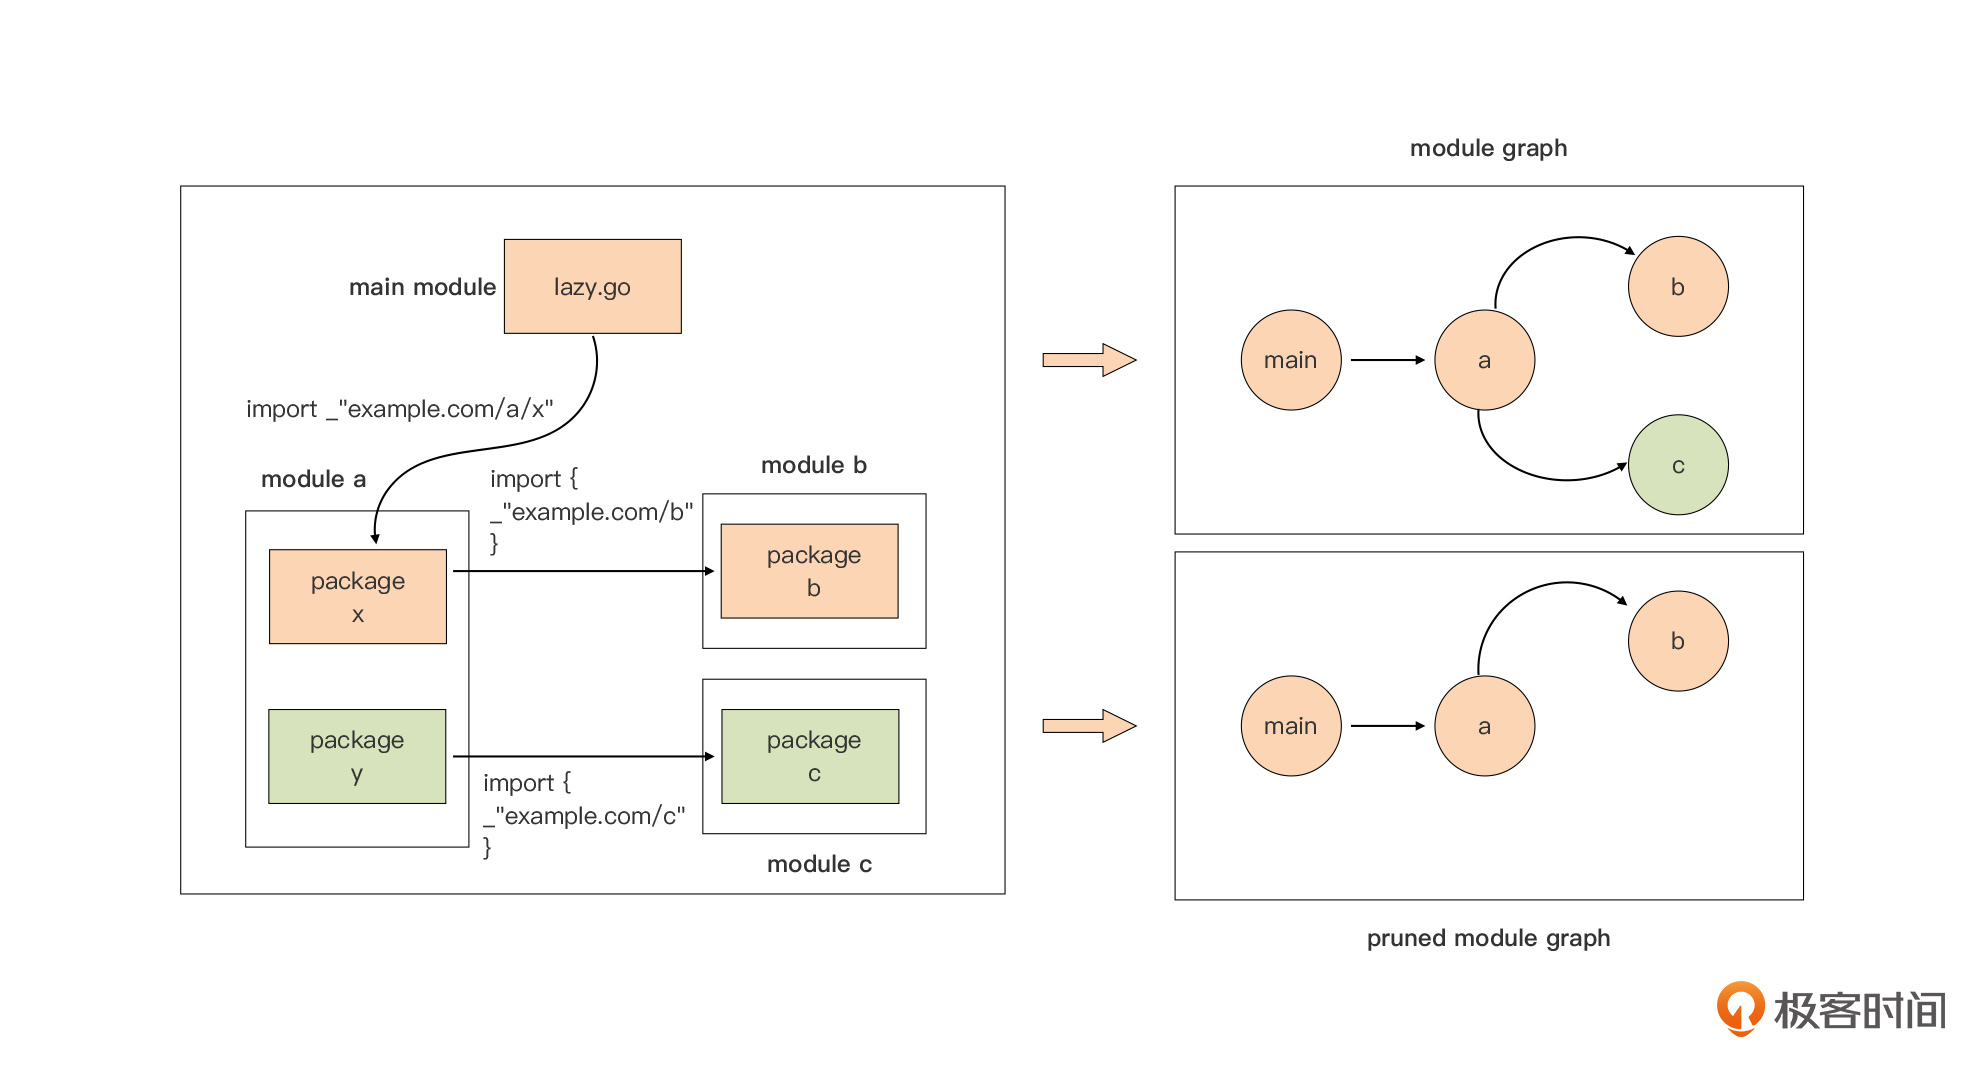 main module
lazy.go
import _"example.com/a/x"
module a
import {
_"example.com/b"
}
module b
package
x
package
b
package
y
package
c
import {
_"example.com/c"
}
module c
module graph
main
a
b
c
main
a
b
pruned module graph
极客时间